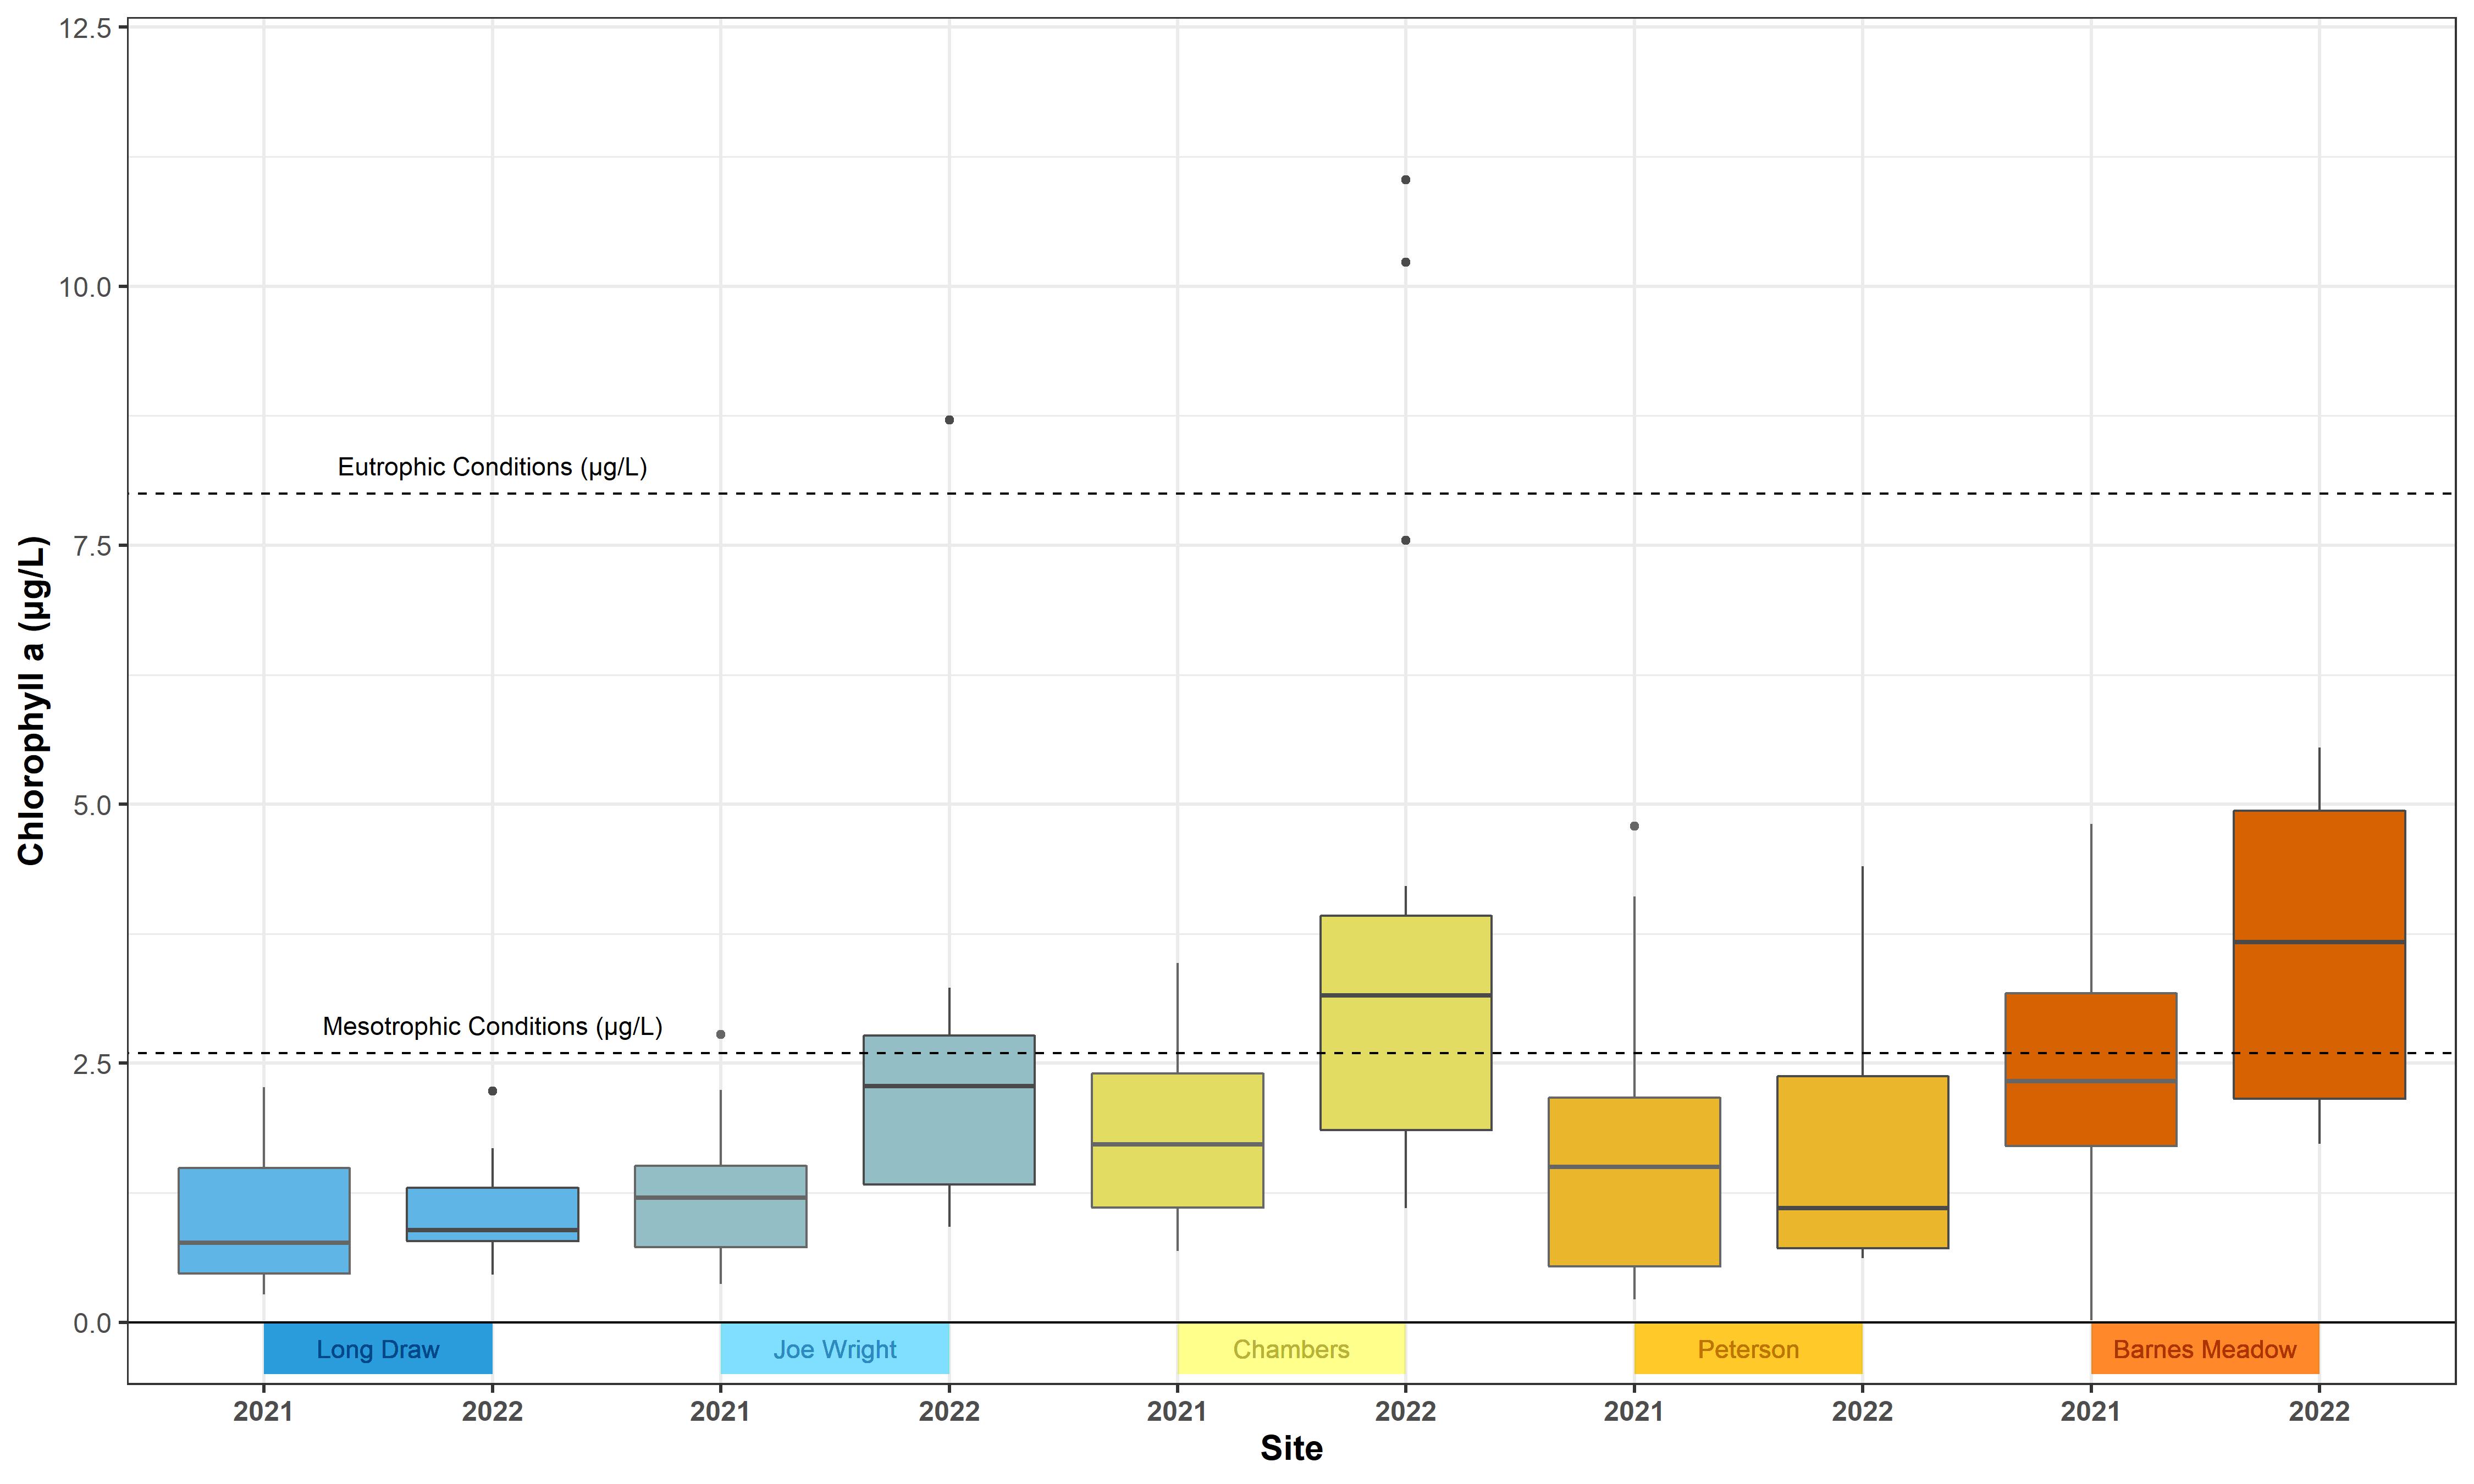 12.5
10.0
7.5
5.0
2.5
0.0
Chlorophyll a (µg/L)
Eutrophic Conditions (µg/L)
Mesotrophic Conditions (µg/L)
Long Draw
Joe Wright
Chambers
Peterson
Barnes Meadow
2021 2022 2021 2022 2021 2022 2021 2022 2021 2022
Site